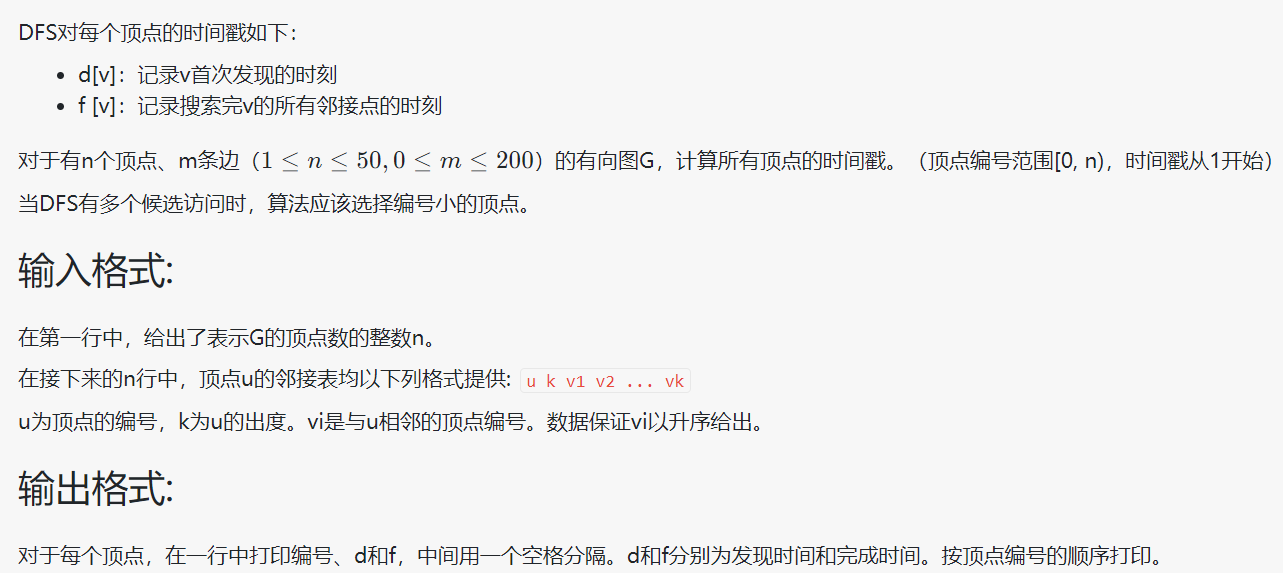 DFS对每个顶点的时间戳如下：
• d[v]：记录v首次发现的时刻
• f [v]：记录搜索完v的所有邻接点的时刻
对于有n个顶点、m条边（1 ≤ n ≤ 50, 0 ≤ m ≤ 200）的有向图G，计算所有顶点的时间戳。（顶点编号范围[0, n)，时间戳从1开始）
当DFS有多个候选访问时，算法应该选择编号小的顶点。
输入格式:
在第一行中，给出了表示G的顶点数的整数n。
在接下来的n行中，顶点u的邻接表均以下列格式提供: u k v1 v2 ... vk
u为顶点的编号，k为u的出度。vi是与u相邻的顶点编号。数据保证vi以升序给出。
输出格式:
对于每个顶点，在一行中打印编号、d和f，中间用一个空格分隔。d和f分别为发现时间和完成时间。按顶点编号的顺序打印。